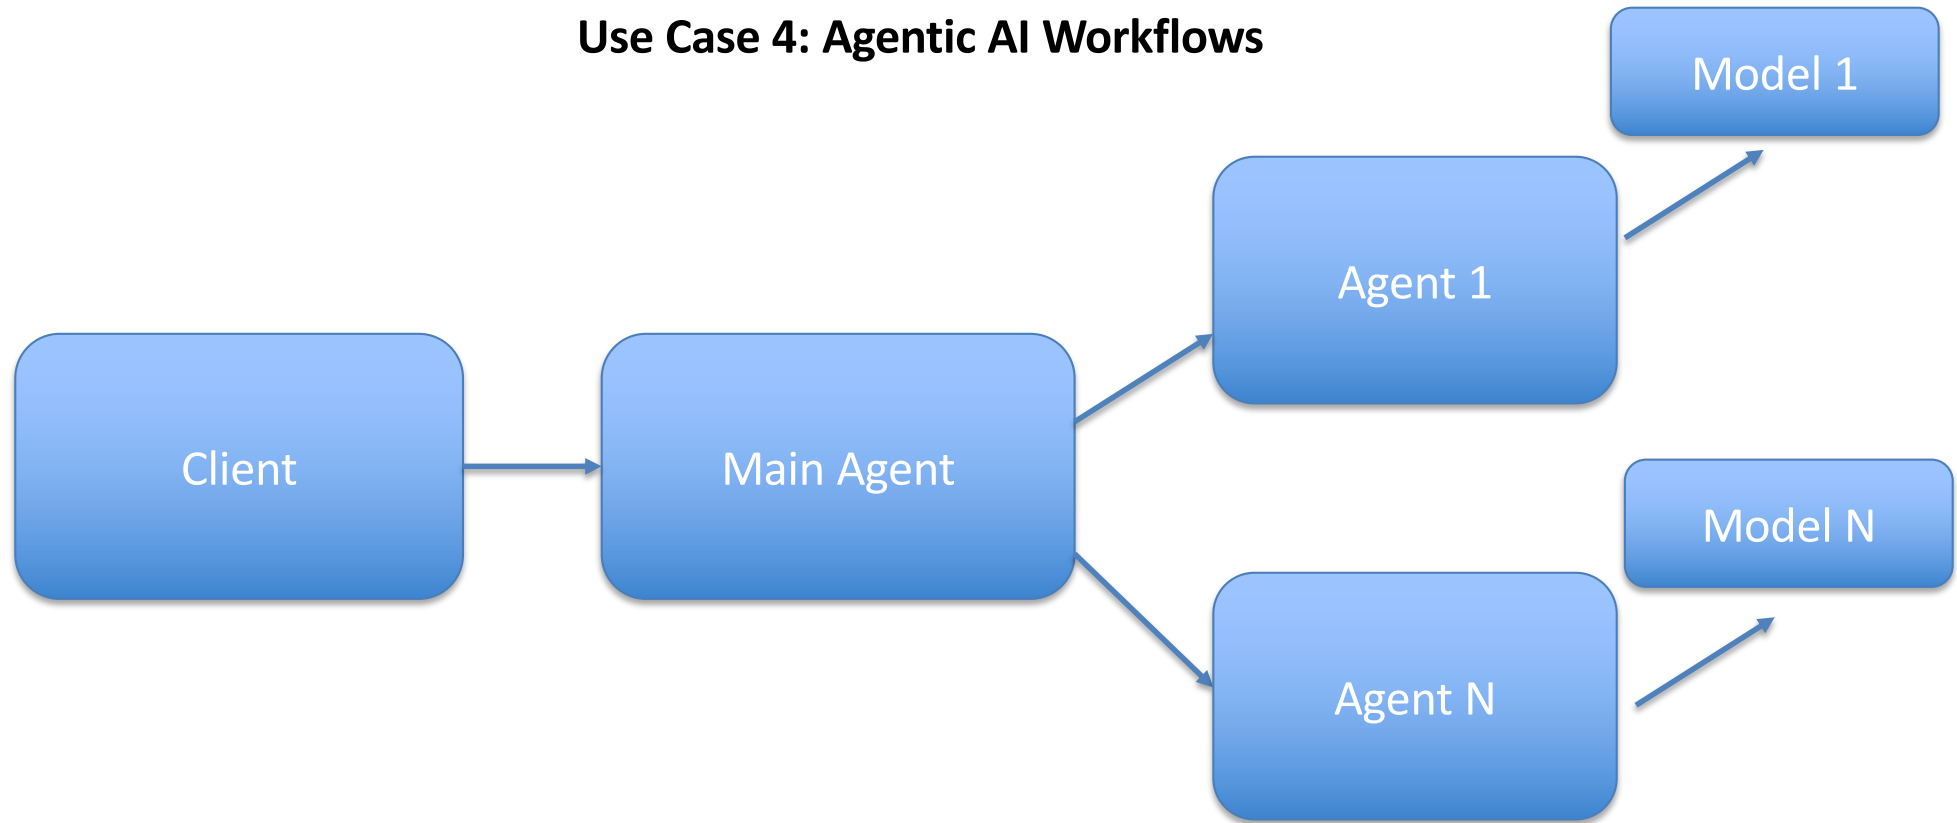 Use Case 4: Agentic AI Workflows
Model 1
Agent 1
Client
Main Agent
Model N
Agent N